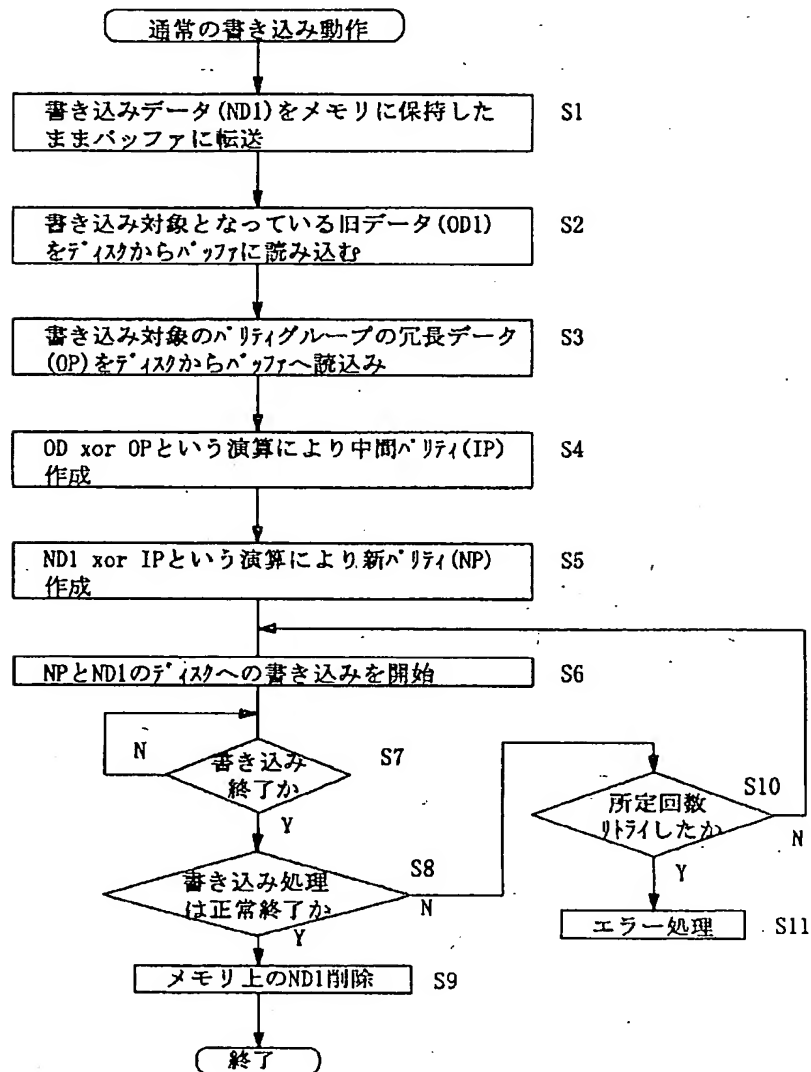 通常の書き込み動作
書き込みデータ(ND1)をメモリに保持した
ままバッファに転送
S1
書き込み対象となっている旧データ(OD1)
をディスクからバッファに読み込む
S2
書き込み対象のパリティグループの冗長データ
(OP)をディスクからバッファへ読込み
S3
OD xor OPという演算により中間パリティ(IP)
作成
S4
ND1 xor IPという演算により新パリティ(NP)
作成
S5
NPとND1のディスクへの書き込みを開始
S6
N
書き込み
終了か
S7
Y
所定回数
リトライしたか
S10
N
Y
書き込み処理
は正常終了か
S8
N
Y
エラー処理
S11
メモリ上のND1削除
S9
終了